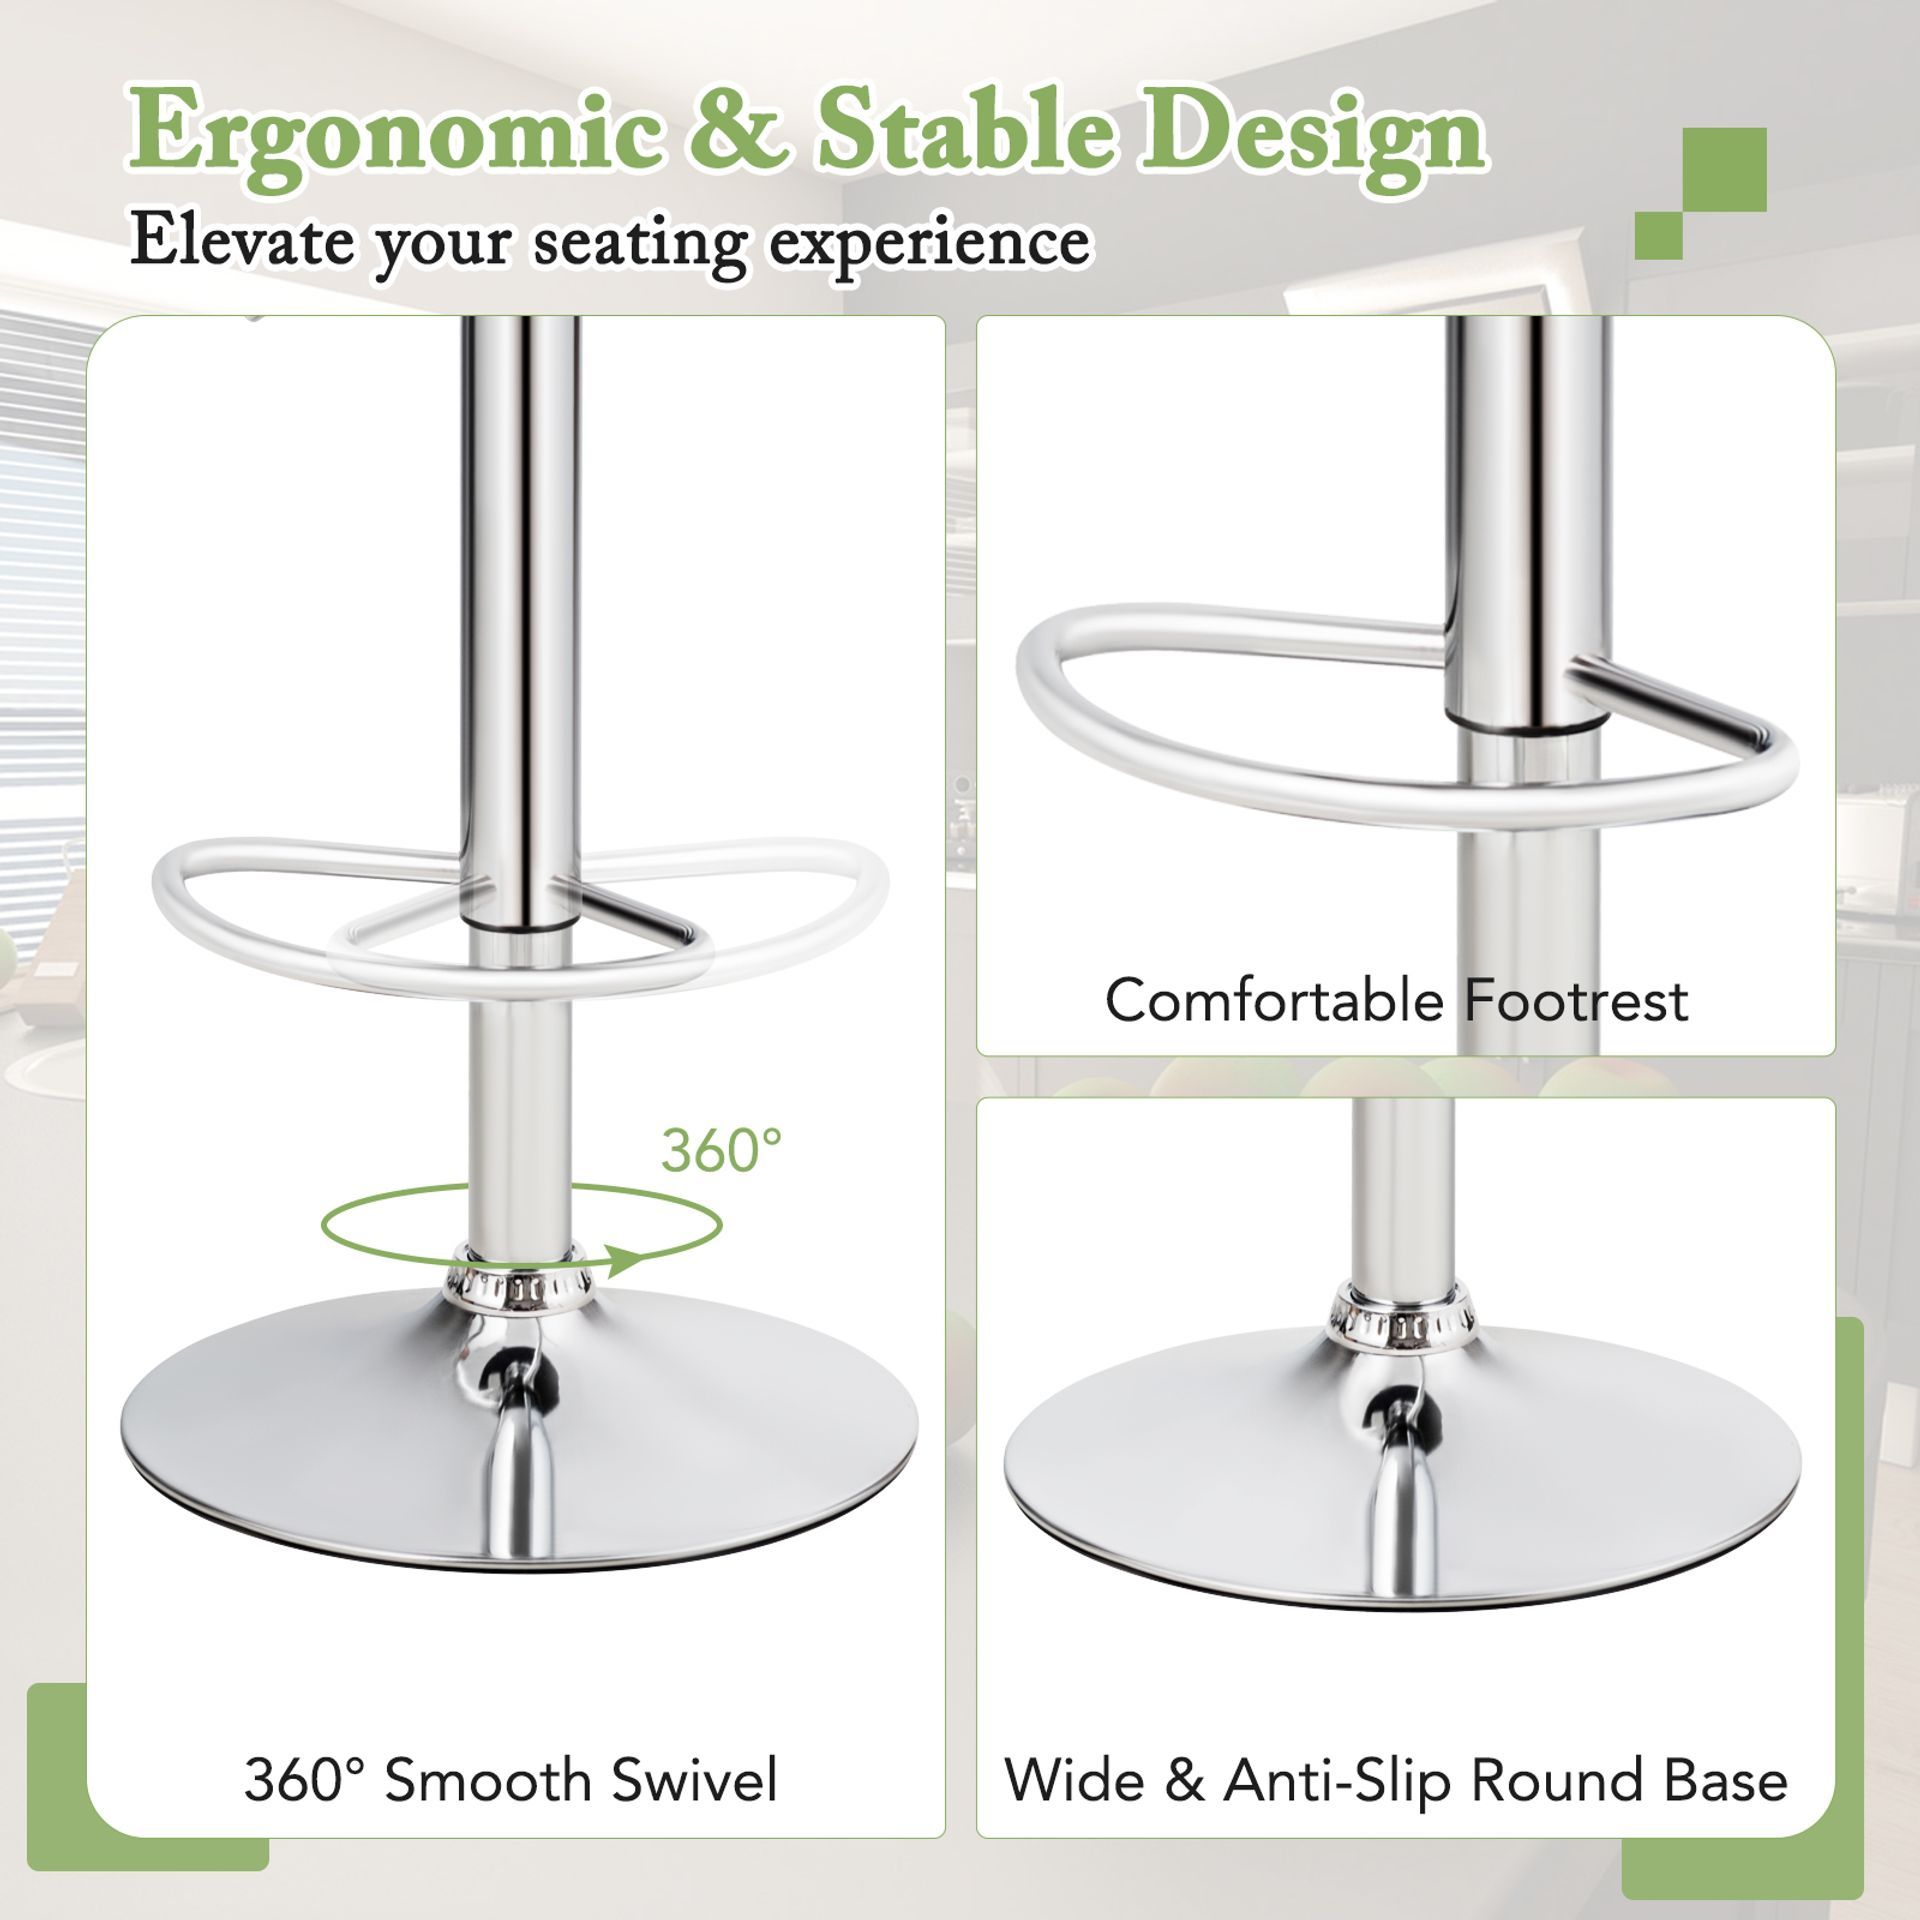 Ergonomic & Stable Design
Elevate your seating experience
360°
360° Smooth Swivel
Comfortable Footrest
Wide & Anti-Slip Round Base